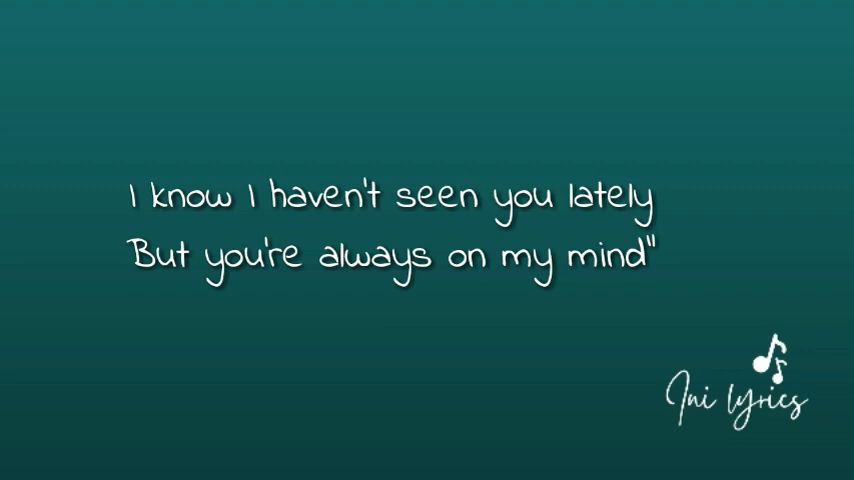 I know I haven't seen you lately
But you're always on my mind"
Ini lyrics